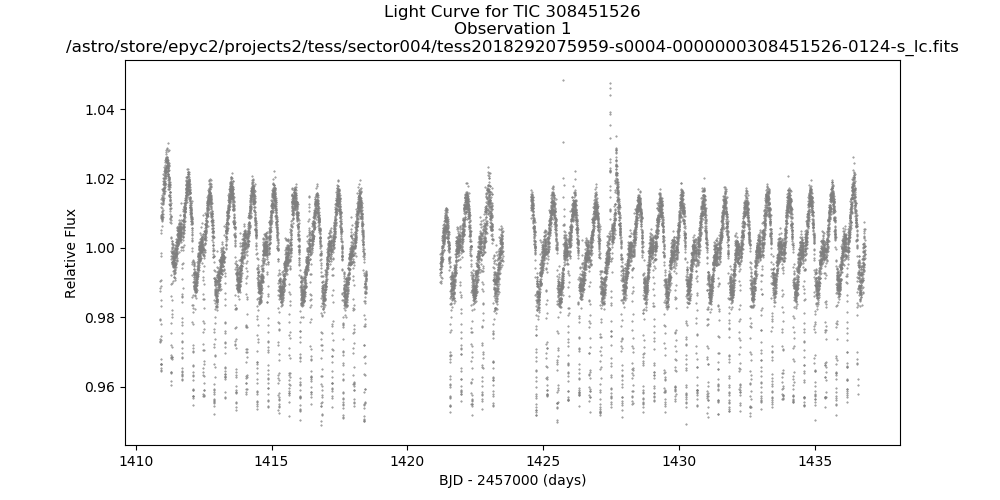 Light Curve for TIC 308451526
Observation 1
/astro/store/epyc2/projects2/tess/sector004/tess2018292075959-s0004-0000000308451526-0124-s_lc.fits
1.04
1.02
1.00
0.98
0.96
Relative Flux
1410
1415
1420
1425
1430
1435
BJD - 2457000 (days)